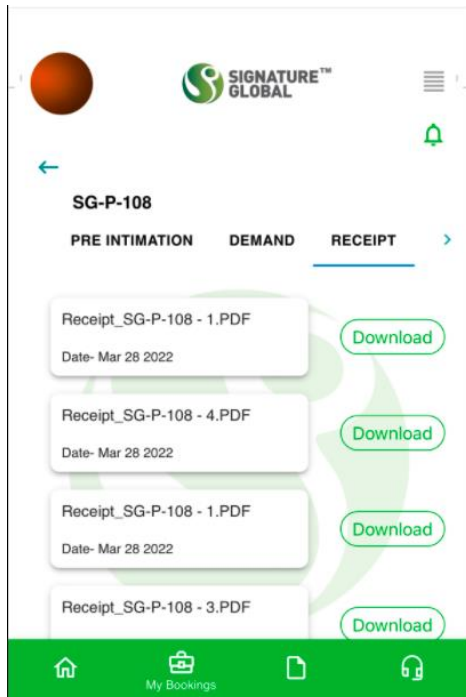 SIGNATURE™
GLOBAL
SG-P-108
PRE INTIMATION DEMAND RECEIPT
Receipt_SG-P-108 - 1.PDF
Date- Mar 28 2022
Download
Receipt_SG-P-108 - 4.PDF
Date- Mar 28 2022
Download
Receipt_SG-P-108 - 1.PDF
Date- Mar 28 2022
Download
Receipt_SG-P-108 - 3.PDF
Download
My Bookings